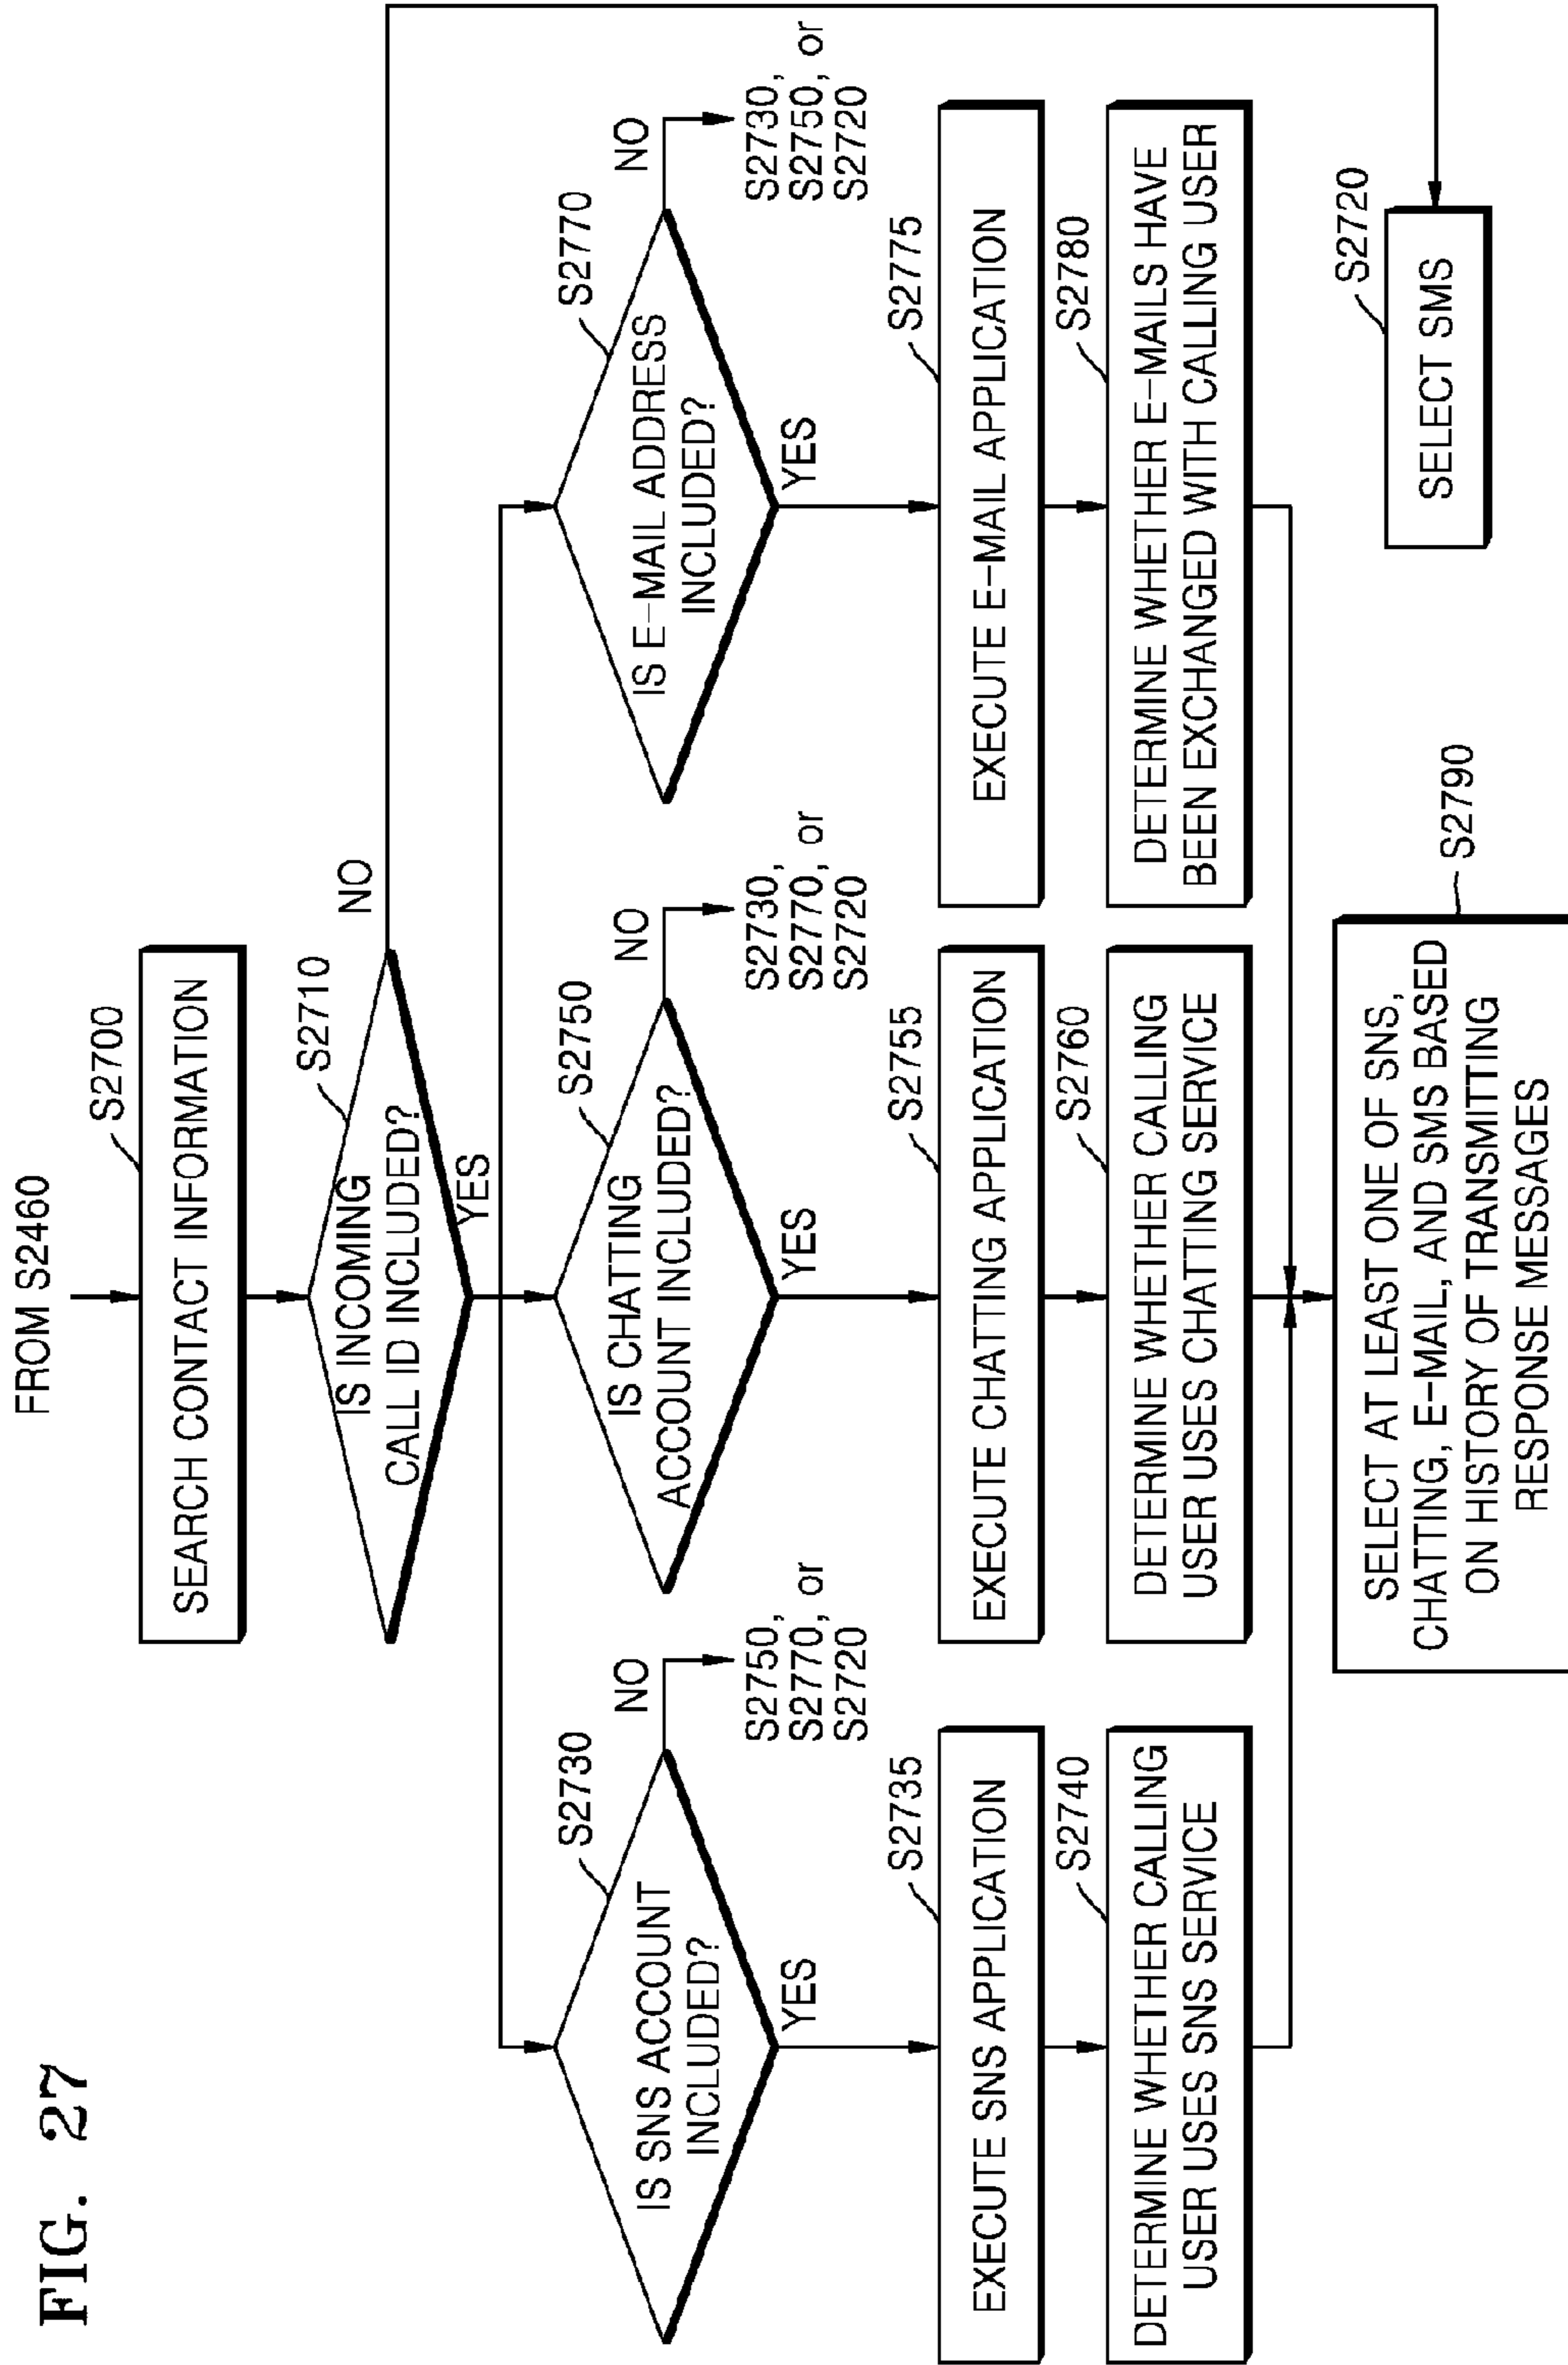 FIG. 27
FROM S2460
S2700
SEARCH CONTACT INFORMATION
S2710
IS INCOMING
CALL ID INCLUDED?
NO
YES
S2730
IS SNS ACCOUNT
INCLUDED?
NO
S2750,
S2770, or
S2720
YES
S2735
EXECUTE SNS APPLICATION
S2740
DETERMINE WHETHER CALLING
USER USES SNS SERVICE
S2750
IS CHATTING
ACCOUNT INCLUDED?
NO
S2730,
S2770, or
S2720
YES
S2755
EXECUTE CHATTING APPLICATION
S2760
DETERMINE WHETHER CALLING
USER USES CHATTING SERVICE
S2770
IS E-MAIL ADDRESS
INCLUDED?
NO
S2730,
S2750, or
S2720
YES
S2775
EXECUTE E-MAIL APPLICATION
S2780
DETERMINE WHETHER E-MAILS HAVE
BEEN EXCHANGED WITH CALLING USER
S2790
SELECT AT LEAST ONE OF SNS,
CHATTING, E-MAIL, AND SMS BASED
ON HISTORY OF TRANSMITTING
RESPONSE MESSAGES
S2720
SELECT SMS